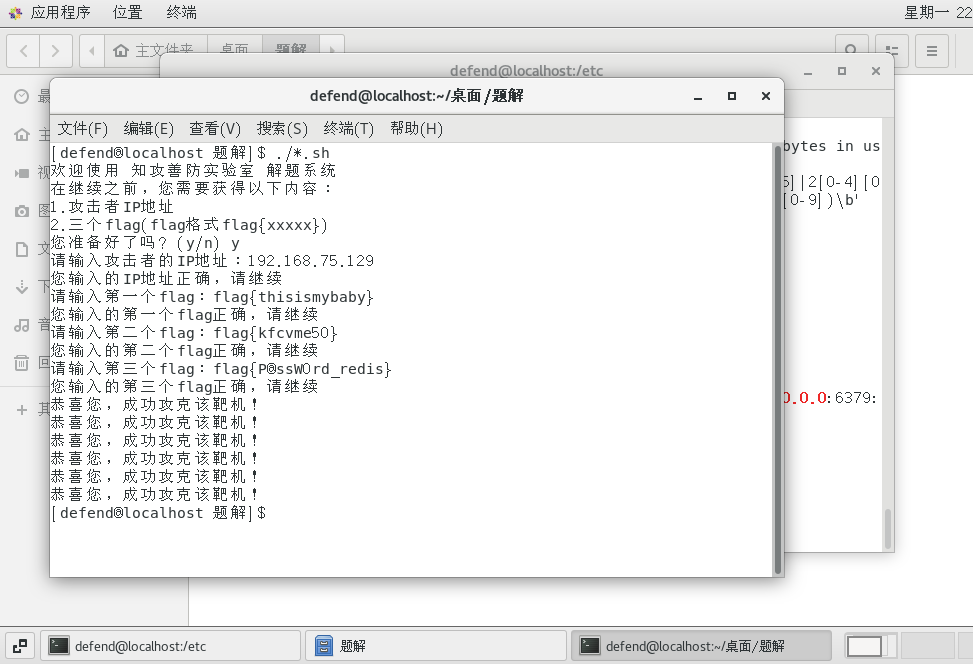 应用程序 位置 终端 星期一 22
主文件夹 桌面 题解
defend@localhost:/etc
defend@localhost:~/桌面/题解
文件(F) 编辑(E) 查看(V) 搜索(S) 终端(T) 帮助(H)
[defend@localhost 题解]$ ./*.sh
欢迎使用 知攻善防实验室 解题系统
在继续之前，您需要获得以下内容：
1.攻击者IP地址
2.三个flag(flag格式flag{xxxxx})
您准备好了吗？(y/n) y
请输入攻击者的IP地址：192.168.75.129
您输入的IP地址正确，请继续
请输入第一个flag：flag{thisismybaby}
您输入的第一个flag正确，请继续
请输入第二个flag：flag{kfcvme50}
您输入的第二个flag正确，请继续
请输入第三个flag：flag{P@ssW0rd_redis}
您输入的第三个flag正确，请继续
恭喜您，成功攻克该靶机！
恭喜您，成功攻克该靶机！
恭喜您，成功攻克该靶机！
恭喜您，成功攻克该靶机！
恭喜您，成功攻克该靶机！
恭喜您，成功攻克该靶机！
[defend@localhost 题解]$
bytes in us
5]|2[0-4][0
[0-9])\b'
0.0.0:6379:
defend@localhost:/etc 题解 defend@localhost:~/桌面/题解